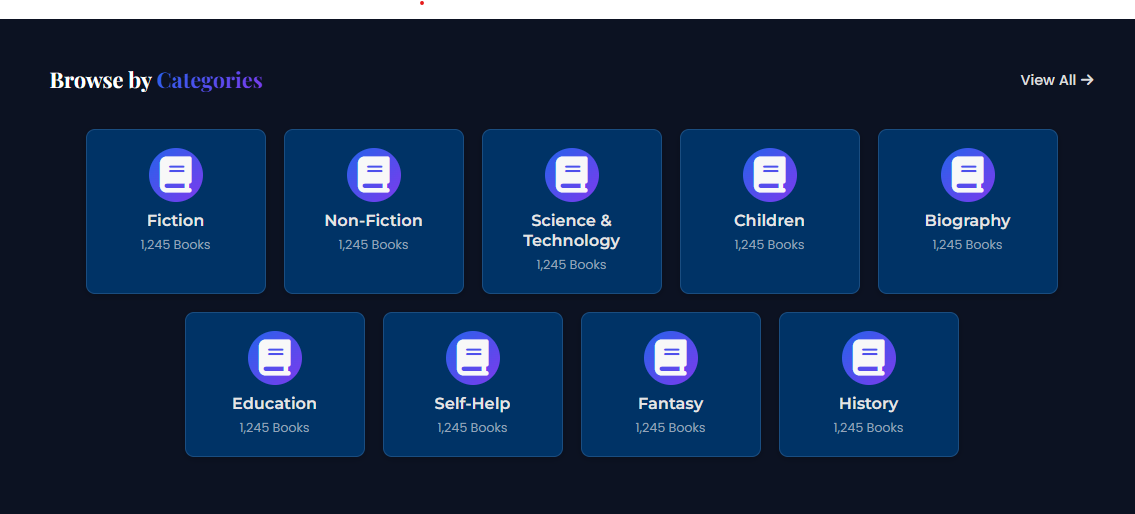 Browse by Categories
View All →
Fiction
1,245 Books
Non-Fiction
1,245 Books
Science &
Technology
1,245 Books
Children
1,245 Books
Biography
1,245 Books
Education
1,245 Books
Self-Help
1,245 Books
Fantasy
1,245 Books
History
1,245 Books